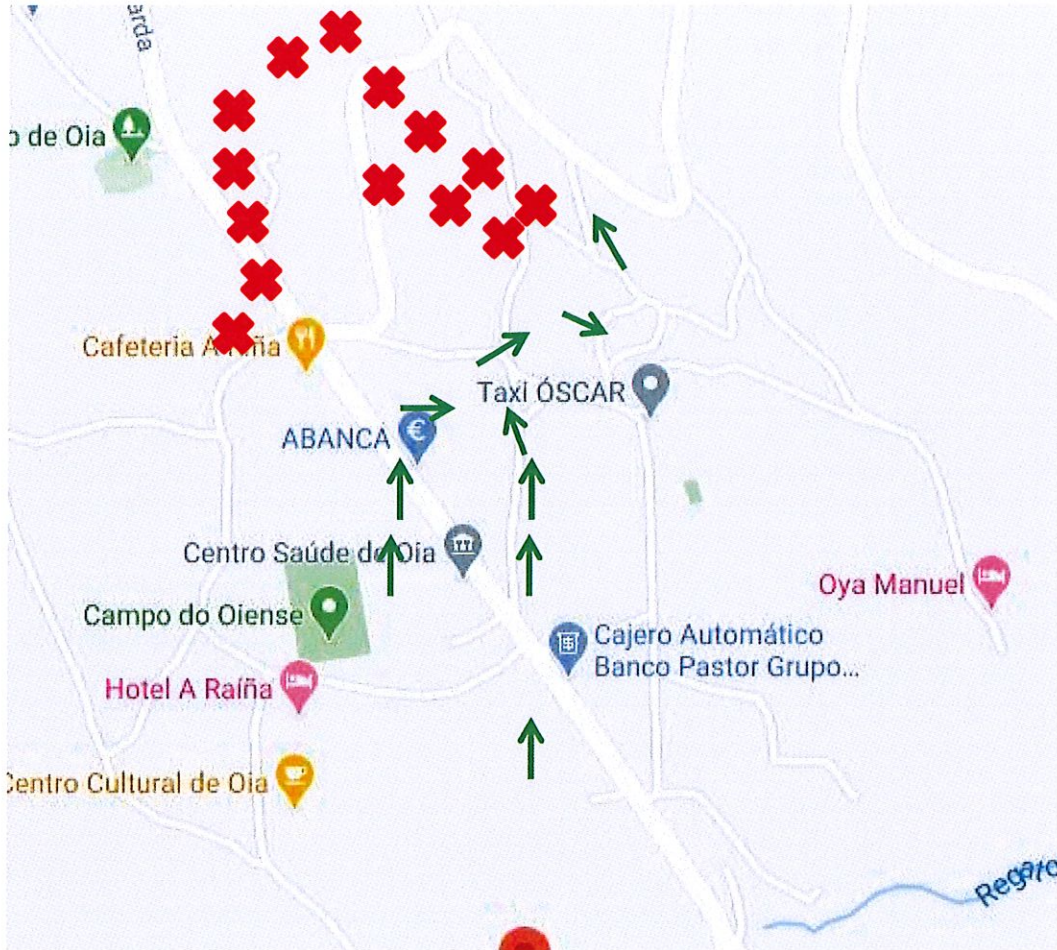 arda
o de Oia
Cafetería A
ABANCA
Taxi ÓSCAR
Centro Saúde de Oia
Campo do Oiense
Oya Manuel
Cajero Automático
Banco Pastor Grupo...
Hotel A Raíña
Centro Cultural de Oia
Regato